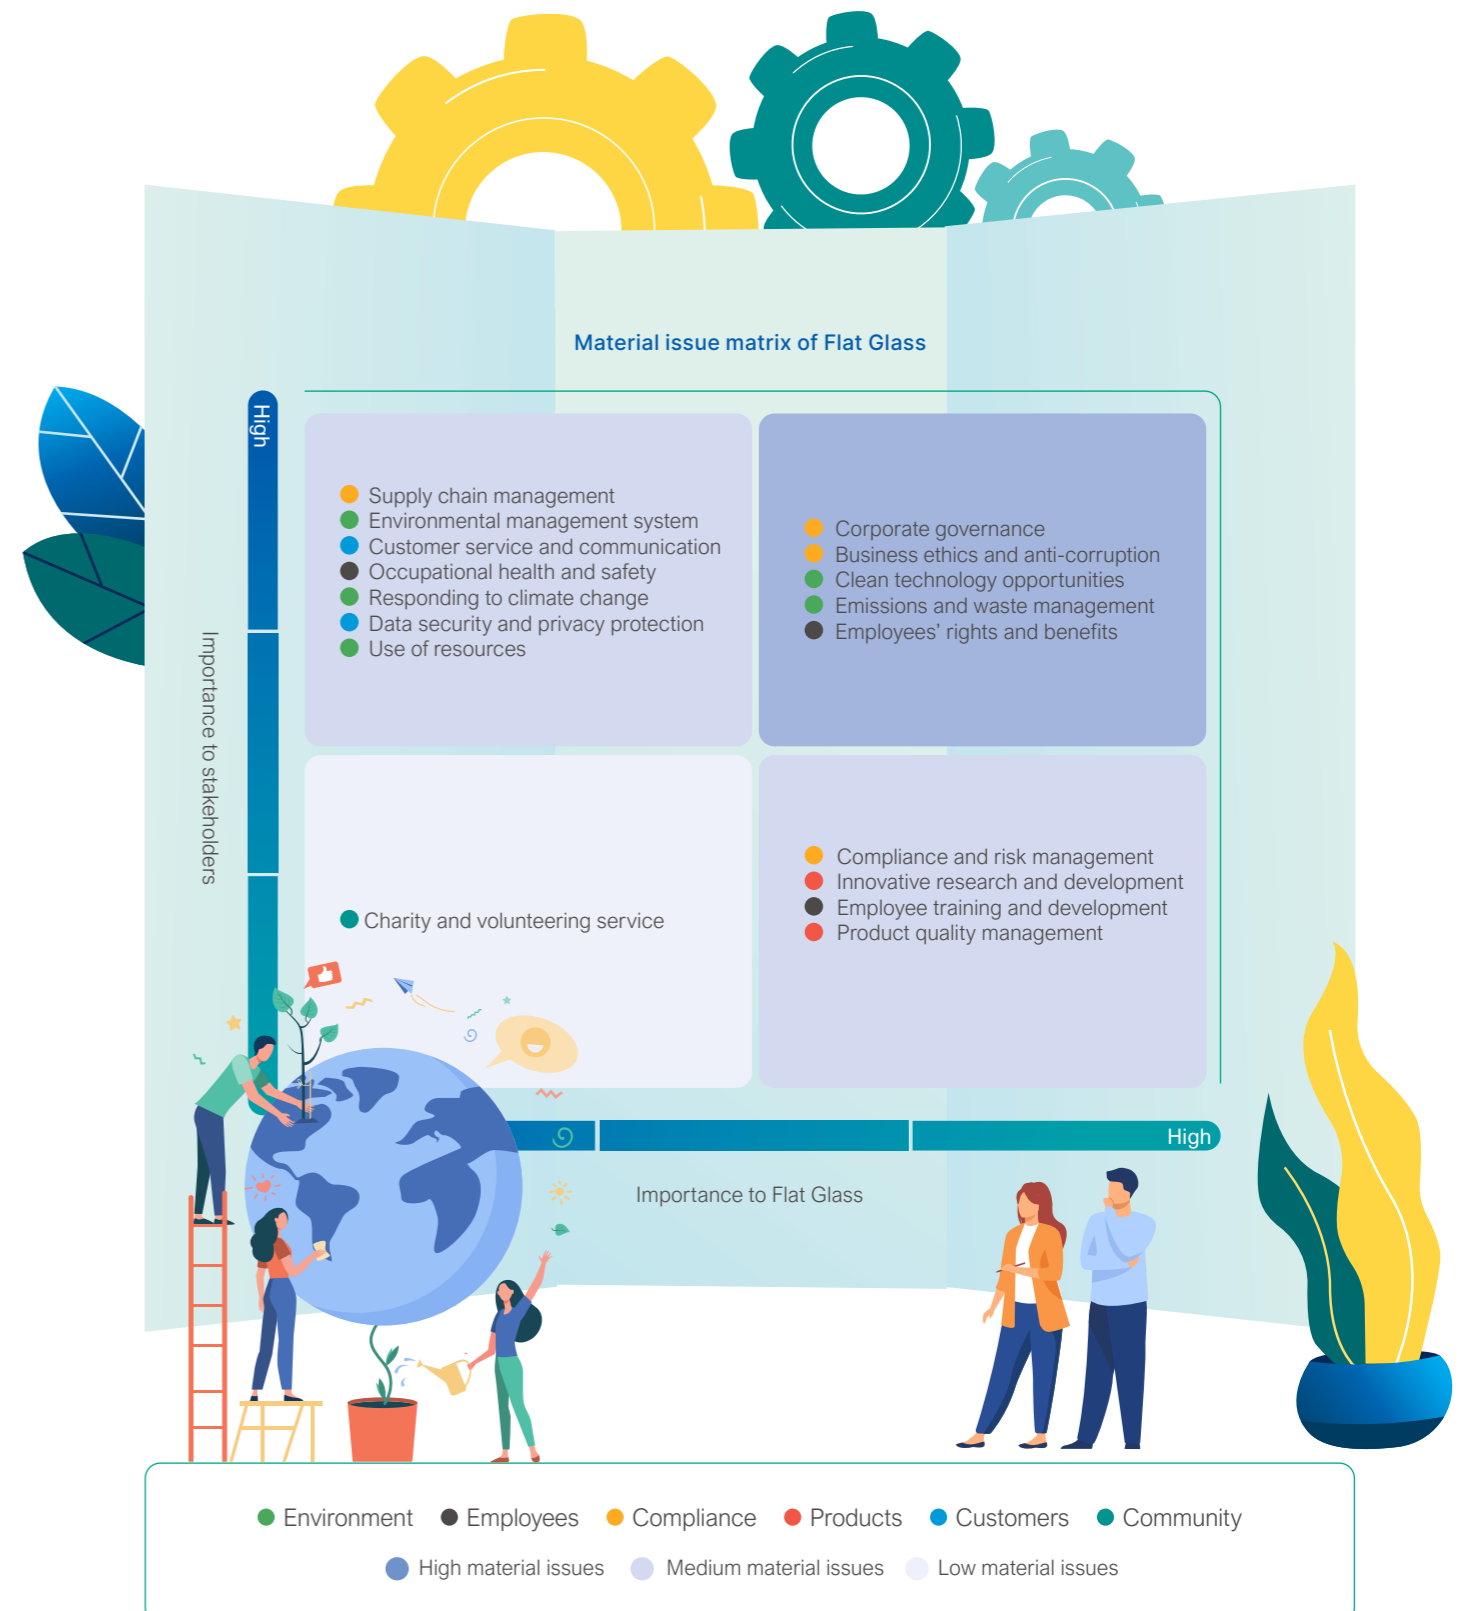 Material issue matrix of Flat Glass
High
Importance to stakeholders
Supply chain management
Environmental management system
Customer service and communication
Occupational health and safety
Responding to climate change
Data security and privacy protection
Use of resources
Corporate governance
Business ethics and anti-corruption
Clean technology opportunities
Emissions and waste management
Employees’ rights and benefits
Charity and volunteering service
Compliance and risk management
Innovative research and development
Employee training and development
Product quality management
High
Importance to Flat Glass
Environment Employees Compliance Products Customers Community
High material issues Medium material issues Low material issues